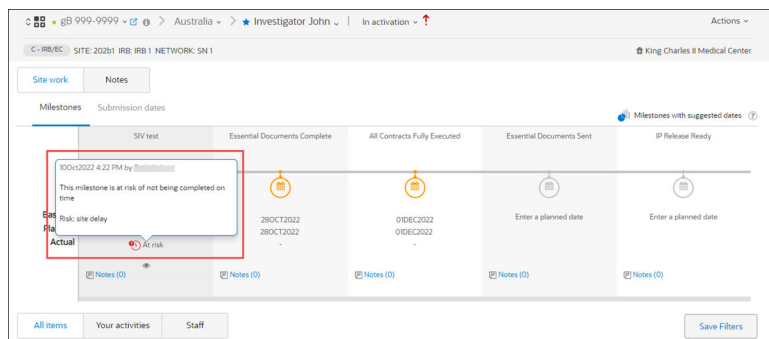 gB 999-9999 > Australia > Investigator John | In activation Actions
C - IRB/EC SITE: 202b1 IRB: IRB 1 NETWORK: SN 1 King Charles II Medical Center
Site work Notes
Milestones Submission dates
Milestones with suggested dates ?
SIV test Essential Documents Complete All Contracts Fully Executed Essential Documents Sent IP Release Ready
10Oct2022 4:22 PM by
This milestone is at risk of not being completed on
time
Risk: site delay
Bas 28OCT2022 01DEC2022 Enter a planned date Enter a planned date
Pla 28OCT2022 01DEC2022
Actual At risk - -
Notes (0) Notes (0) Notes (0) Notes (0) Notes (0)
All items Your activities Staff Save Filters